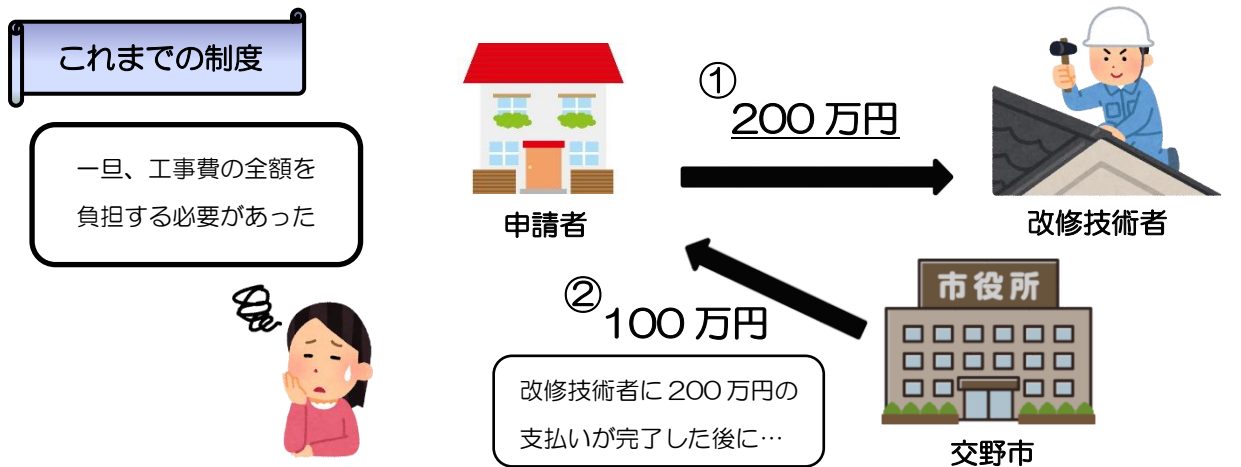 これまでの制度
一旦、工事費の全額を
負担する必要があった
①
200万円
申請者
改修技術者
②
100万円
市役所
改修技術者に200万円の
支払いが完了した後に…
交野市